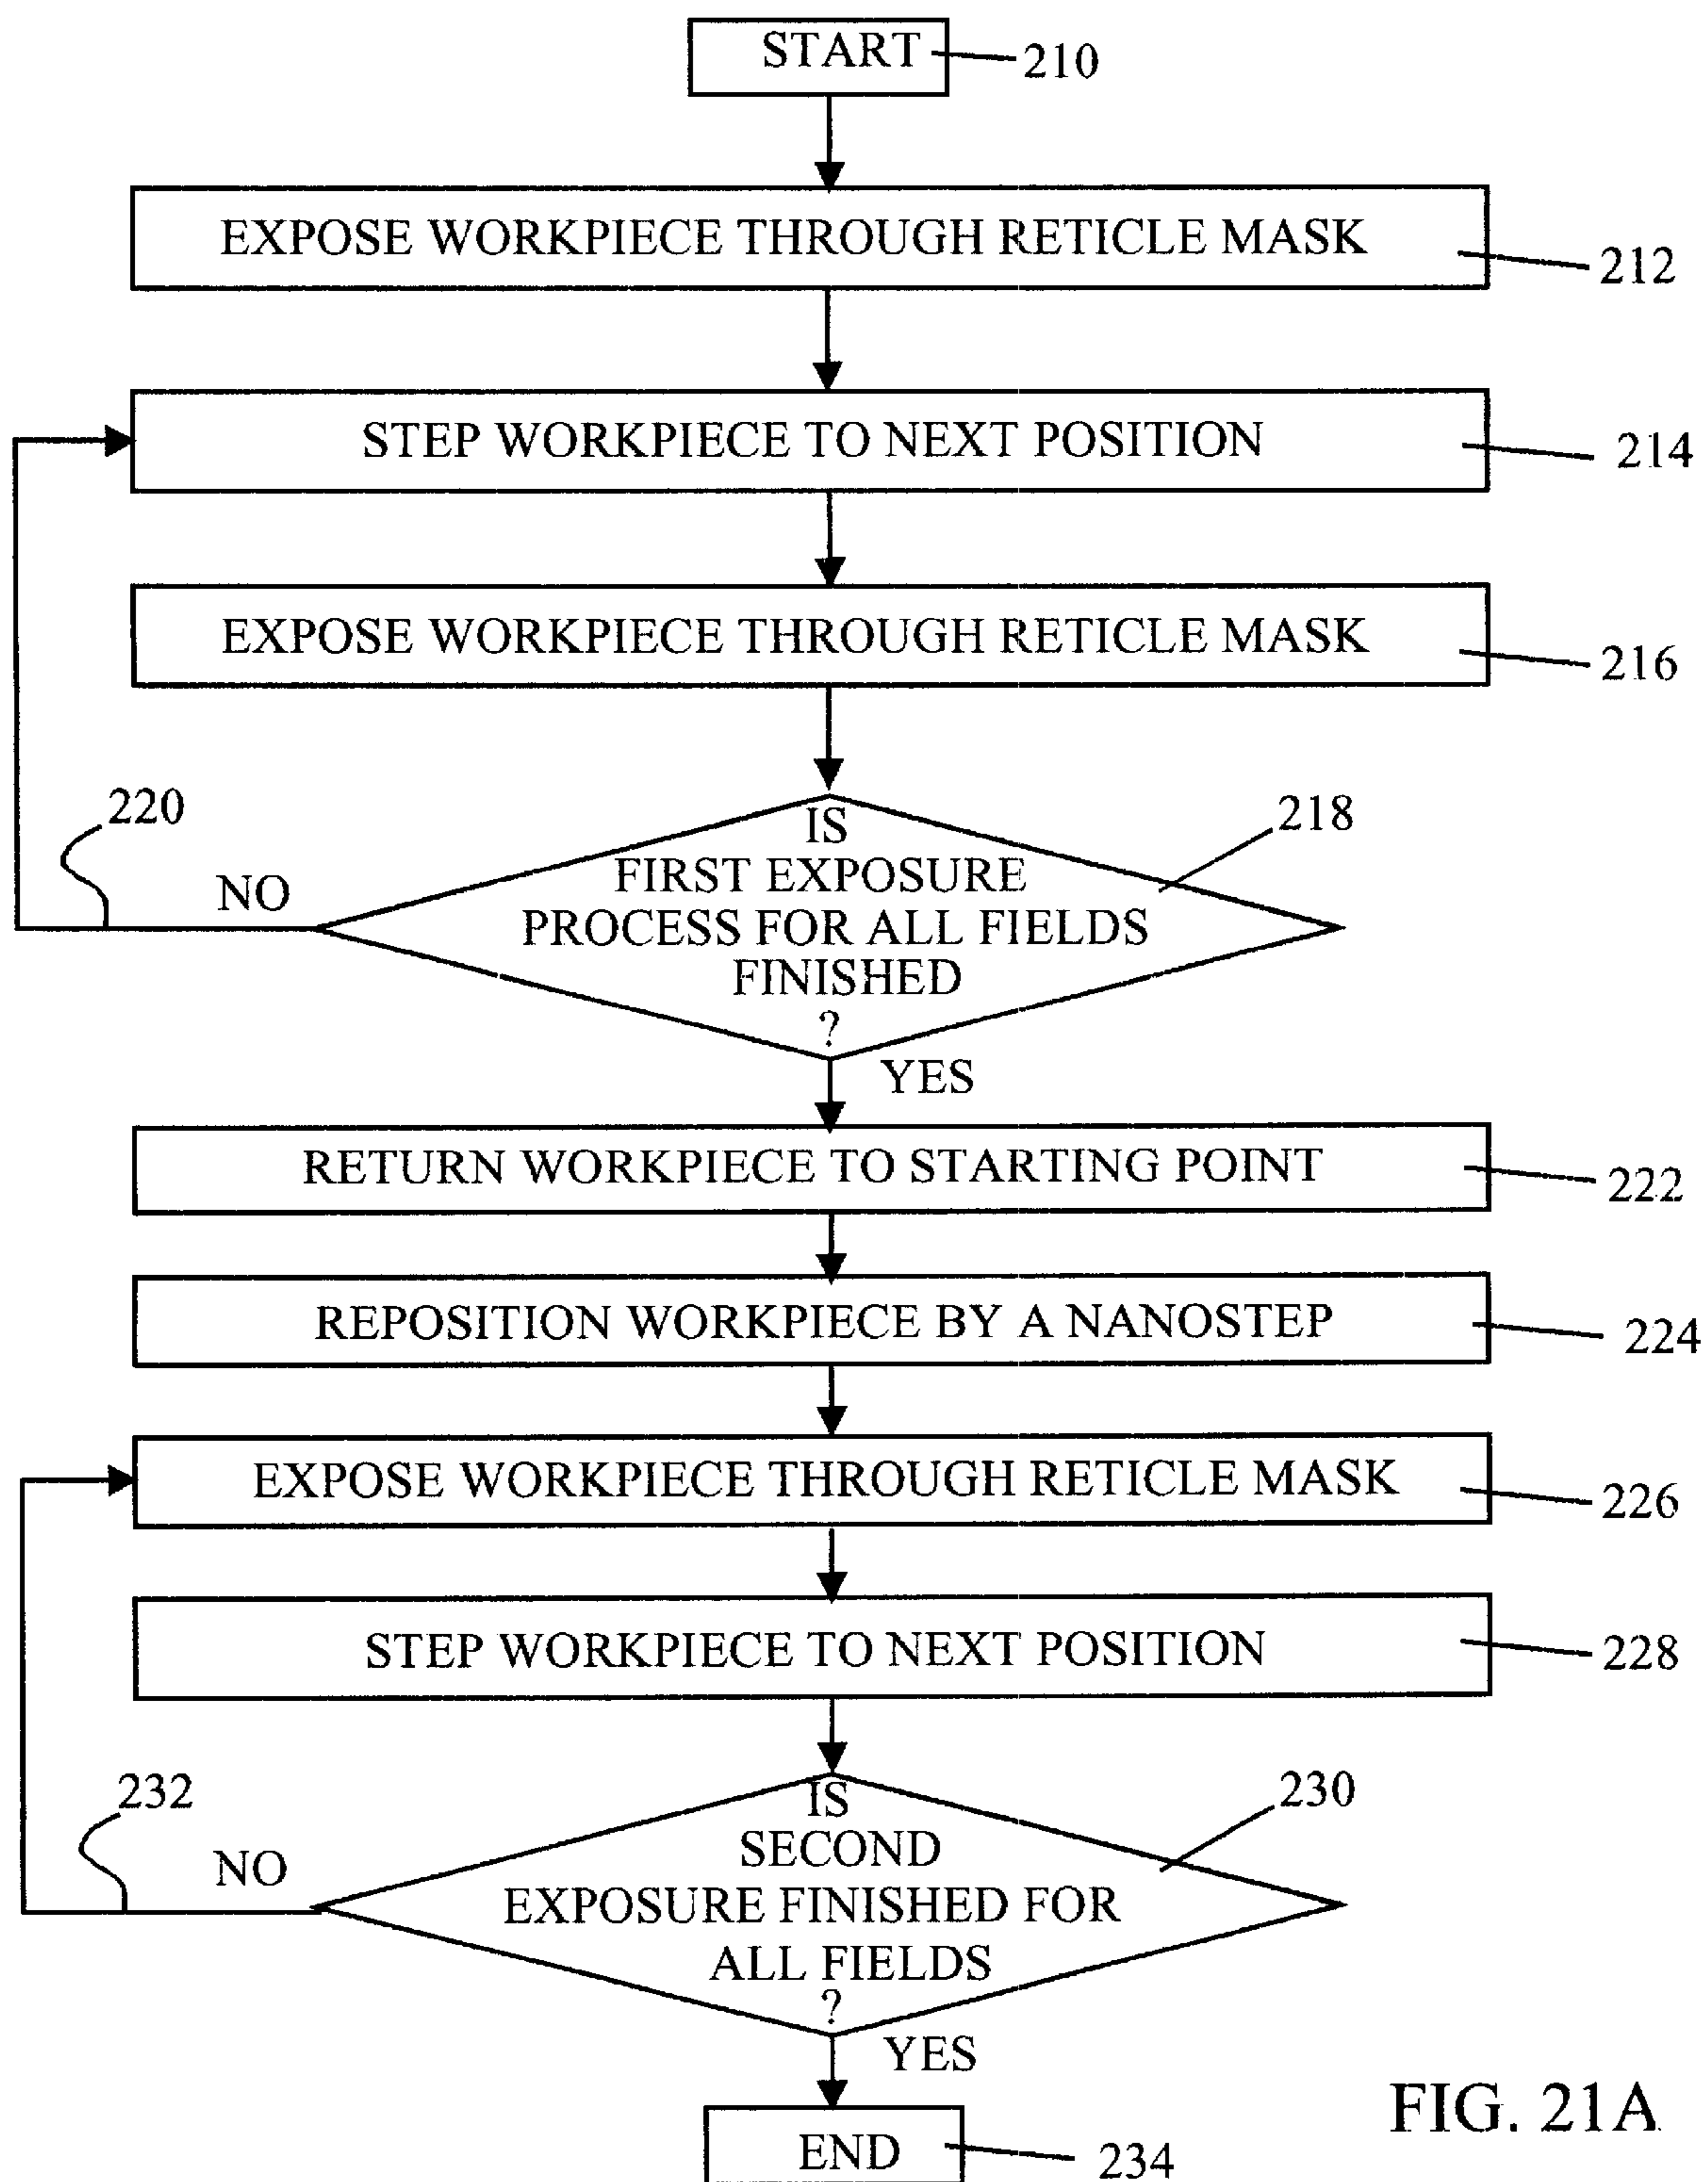 START
210
EXPOSE WORKPIECE THROUGH RETICLE MASK
212
STEP WORKPIECE TO NEXT POSITION
214
EXPOSE WORKPIECE THROUGH RETICLE MASK
216
220
218
NO
IS
FIRST EXPOSURE
PROCESS FOR ALL FIELDS
FINISHED
?
YES
RETURN WORKPIECE TO STARTING POINT
222
REPOSITION WORKPIECE BY A NANOSTEP
224
EXPOSE WORKPIECE THROUGH RETICLE MASK
226
STEP WORKPIECE TO NEXT POSITION
228
232
230
NO
IS
SECOND
EXPOSURE FINISHED FOR
ALL FIELDS
?
YES
END
234
FIG. 21A